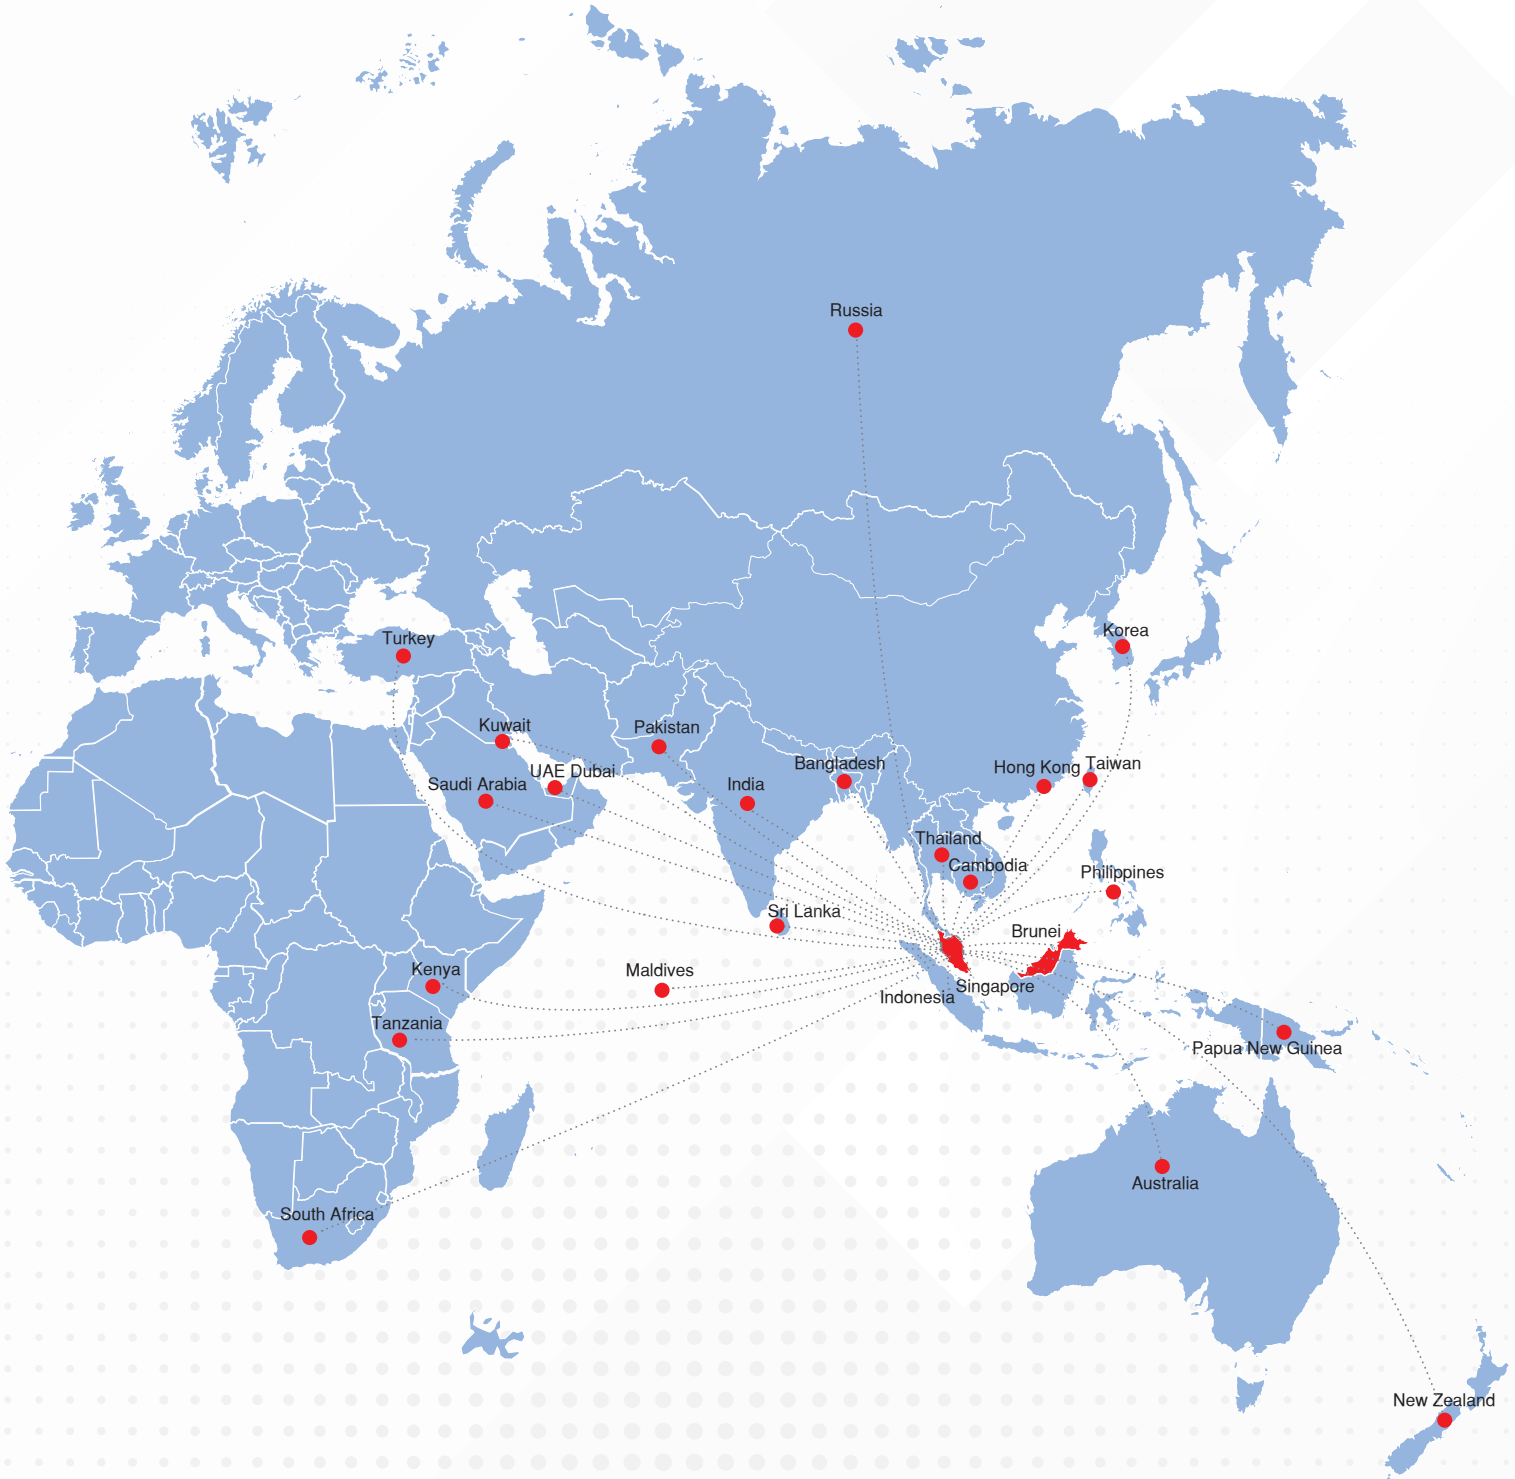 Russia
Korea
Turkey
Kuwait
Pakistan
Bangladesh
Hong Kong
Taiwan
UAE Dubai
Saudi Arabia
India
Thailand
Cambodia
Philippines
Sri Lanka
Brunei
Kenya
Maldives
Singapore
Indonesia
Tanzania
Papua New Guinea
Australia
South Africa
New Zealand